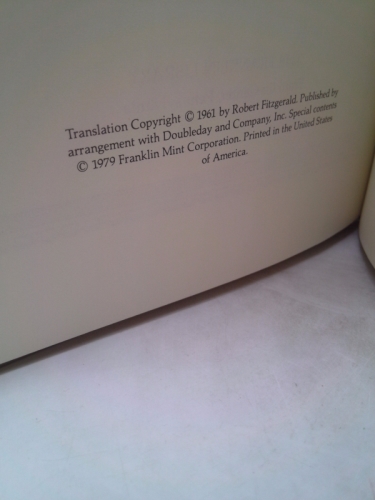 Translation Copyright © 1961 by Robert Fitzgerald. Published by
arrangement with Doubleday and Company, Inc. Special contents
© 1979 Franklin Mint Corporation. Printed in the United States
of America.